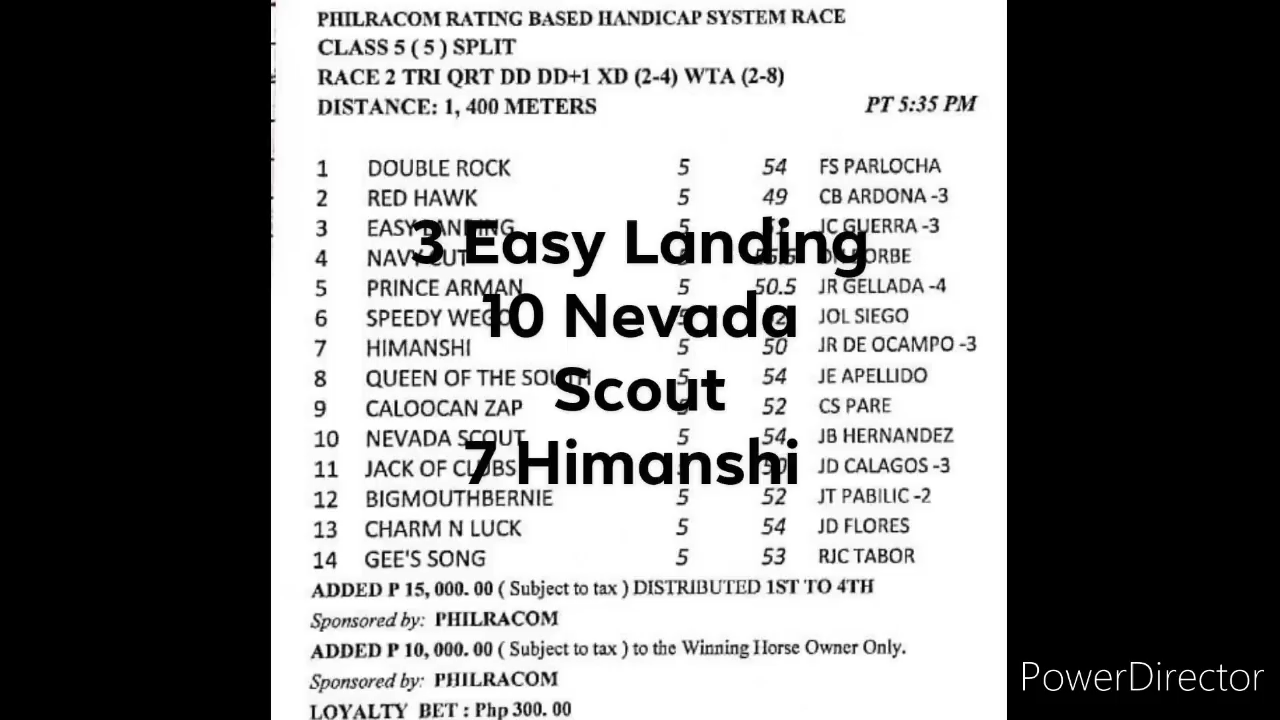 PHILRACOM RATING BASED HANDICAP SYSTEM RACE
CLASS 5 ( 5 ) SPLIT
RACE 2 TRI QRT DD DD+1 XD (2-4) WTA (2-8)
DISTANCE: 1, 400 METERS PT 5:35 PM
1 DOUBLE ROCK 5 54 FS PARLOCHA
2 RED HAWK 5 49 CB ARDONA -3
3 EASY LANDING JC GUERRA -3
4 NAVY CUT
5 PRINCE ARMAN 5 50.5 JR GELLADA -4
6 SPEEDY WEGO JOL SIEGO
7 HIMANSHI 5 50 JR DE OCAMPO -3
8 QUEEN OF THE SOUTH 5 54 JE APELLIDO
9 CALOOCAN ZAP 52 CS PARE
10 NEVADA SCOUT 5 54 JB HERNANDEZ
11 JACK OF CLUBS JD CALAGOS -3
12 BIGMOUTHBERNIE 5 52 JT PABILIC -2
13 CHARM N LUCK 5 54 JD FLORES
14 GEE'S SONG 5 53 RJC TABOR
ADDED P 15, 000. 00 ( Subject to tax ) DISTRIBUTED 1ST TO 4TH
Sponsored by: PHILRACOM
ADDED P 10, 000. 00 ( Subject to tax ) to the Winning Horse Owner Only.
Sponsored by: PHILRACOM
LOYALTY BET : Php 300. 00
3 Easy Landing
10 Nevada
Scout
7 Himanshi
PowerDirector